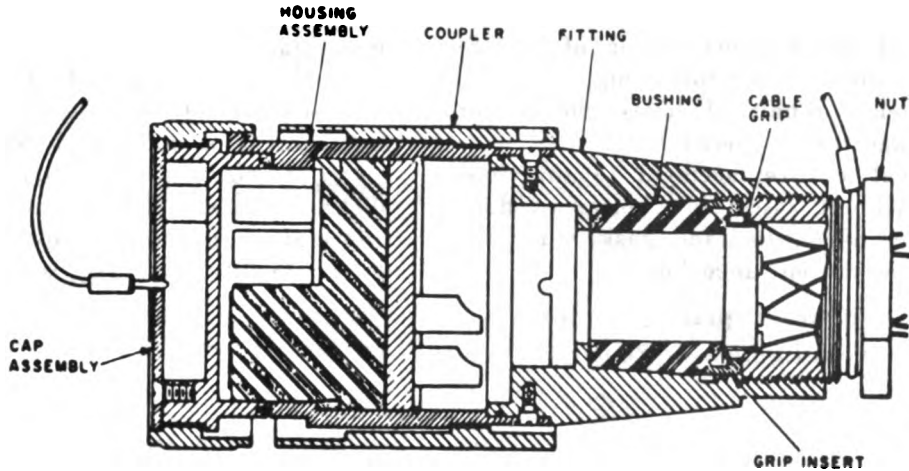 HOUSING
ASSEMBLY
COUPLER
FITTING
BUSHING
CABLE
GRIP
NUT
CAP
ASSEMBLY
GRIP INSERT